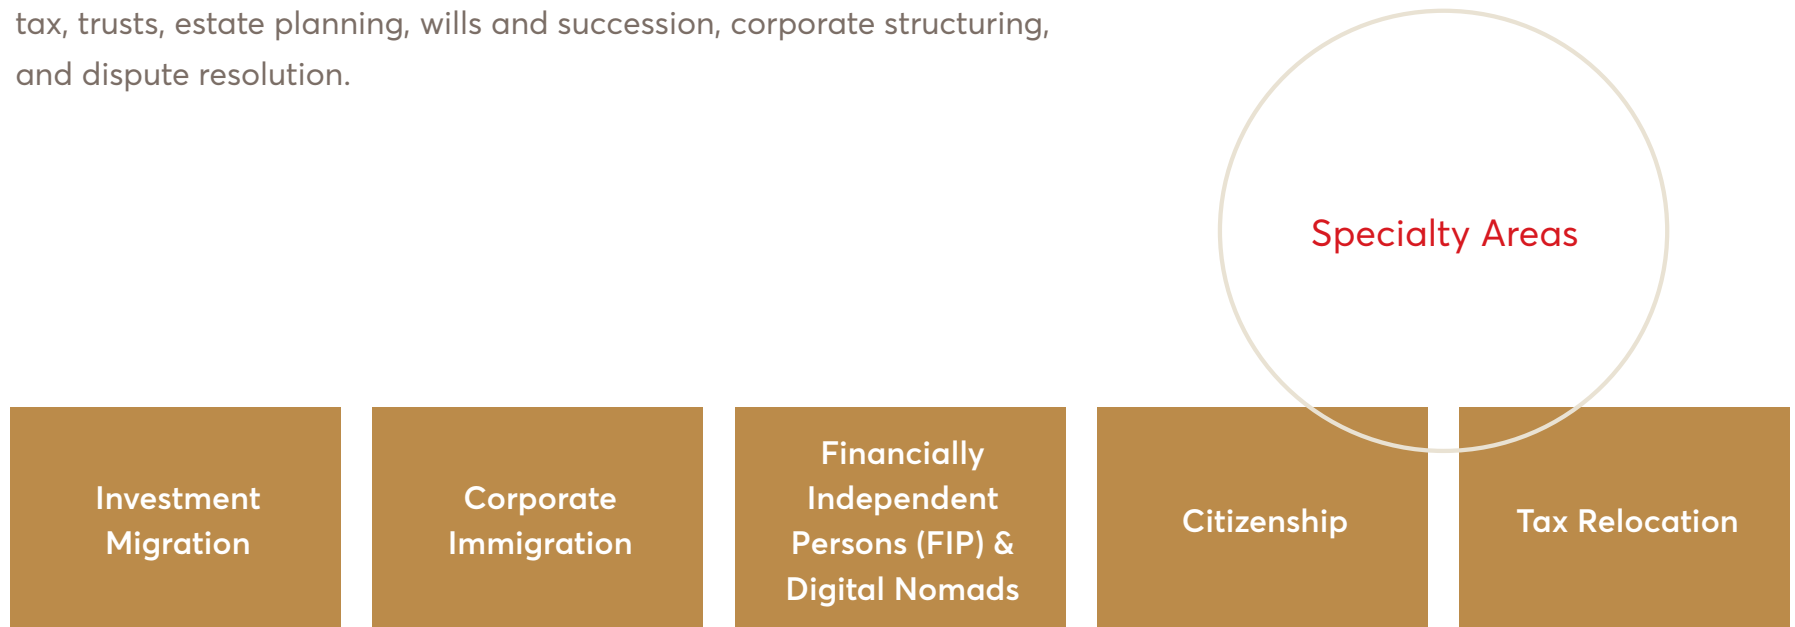 tax, trusts, estate planning, wills and succession, corporate structuring,
and dispute resolution.
Specialty Areas
Investment
Migration
Corporate
Immigration
Financially
Independent
Persons (FIP) &
Digital Nomads
Citizenship
Tax Relocation